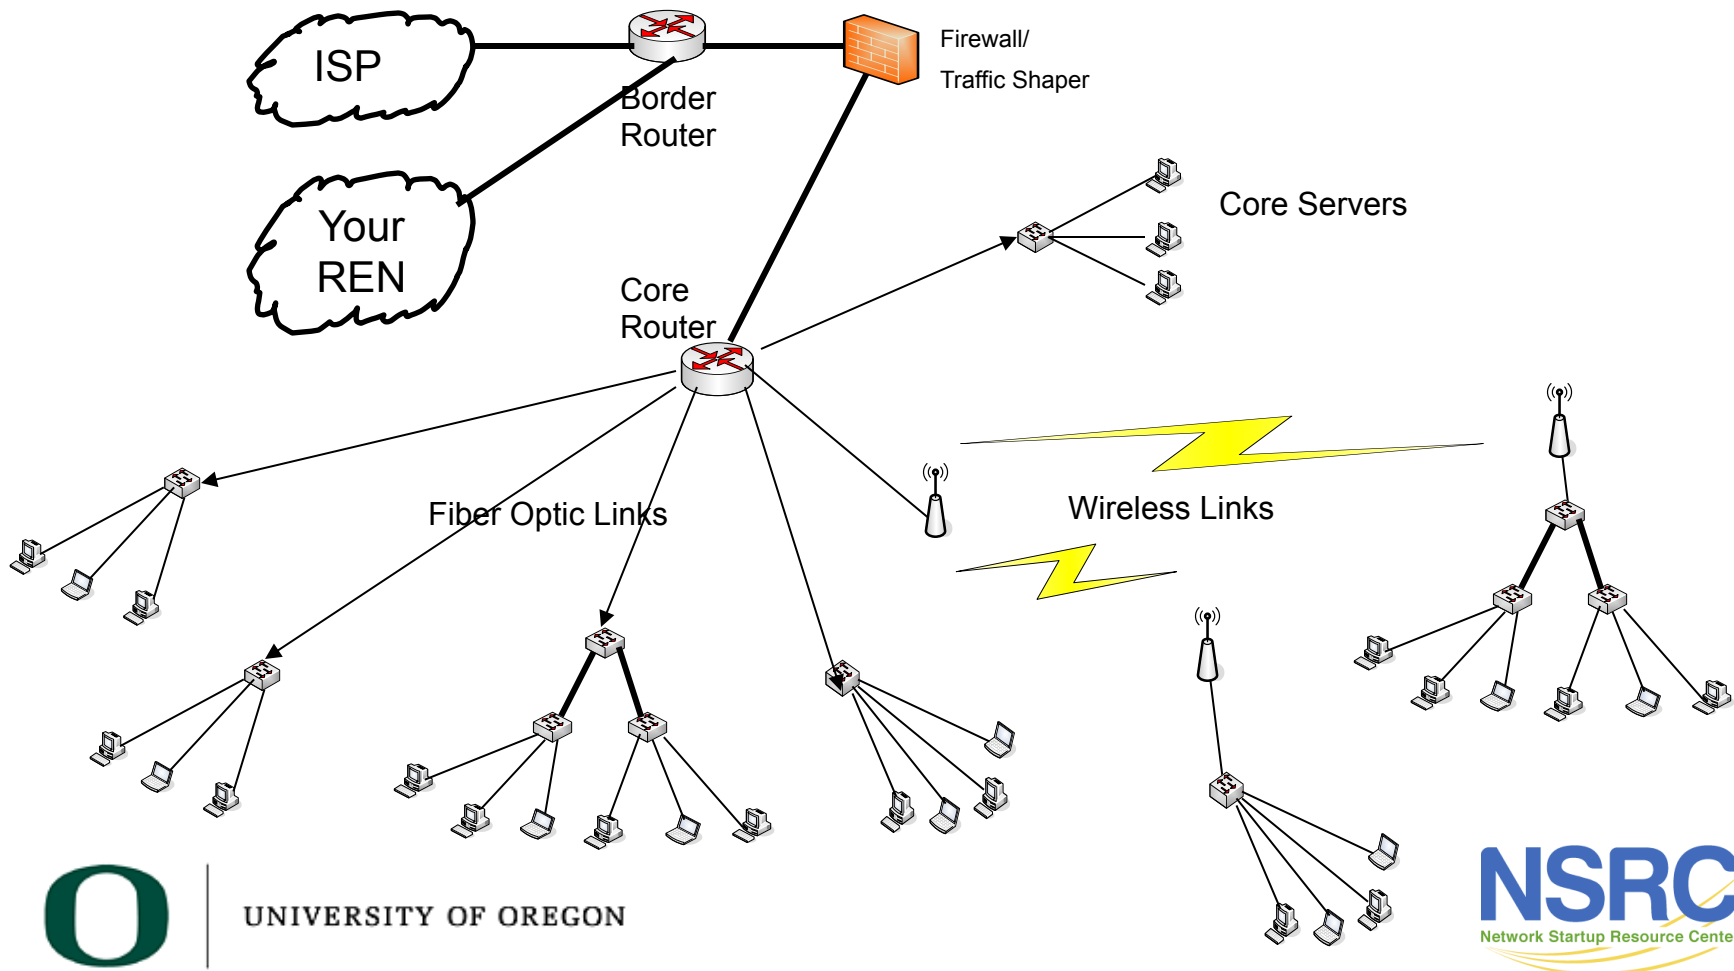 ISP
Border
Router
Firewall/
Traffic Shaper
Your
REN
Core Servers
Core
Router
Fiber Optic Links
Wireless Links
UNIVERSITY OF OREGON
NSRC
Network Startup Resource Cente